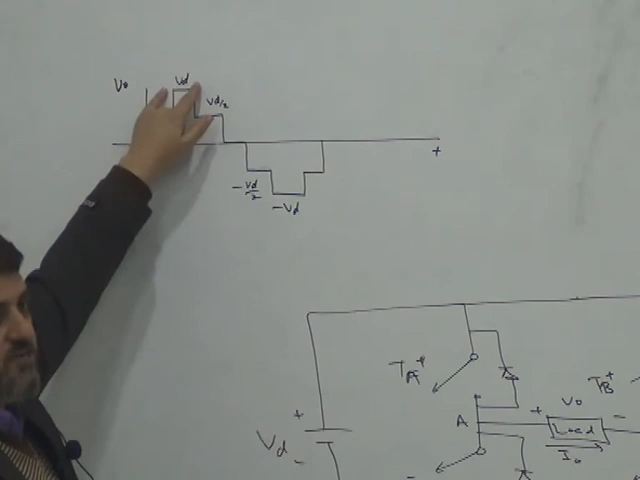 Vo
Vd
Vd/2
t
-Vd/2
-Vd
TA+
TB+
Vo
A
+
Load
-
Io
+
Vd
-
-